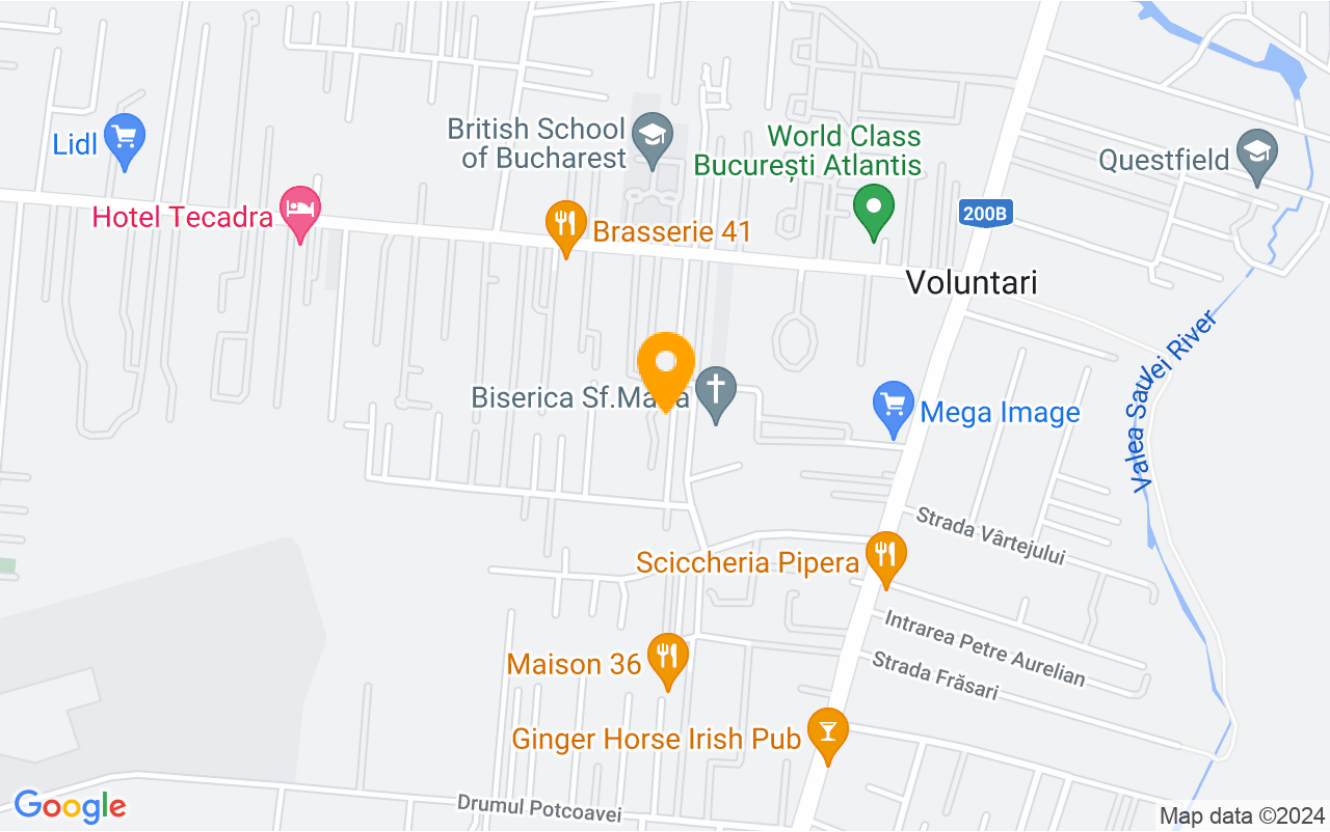 British School
of Bucharest
World Class
București Atlantis
Lidl
Questfield
Hotel Tecadra
Brasserie 41
200B
Voluntari
Valea Saulei River
Biserica Sf.Maria
Mega Image
Strada Vârtejului
Sciccheria Pipera
Intrarea Petre Aurelian
Maison 36
Strada Frăsari
Ginger Horse Irish Pub
Drumul Potcoavei
Google
Map data ©2024